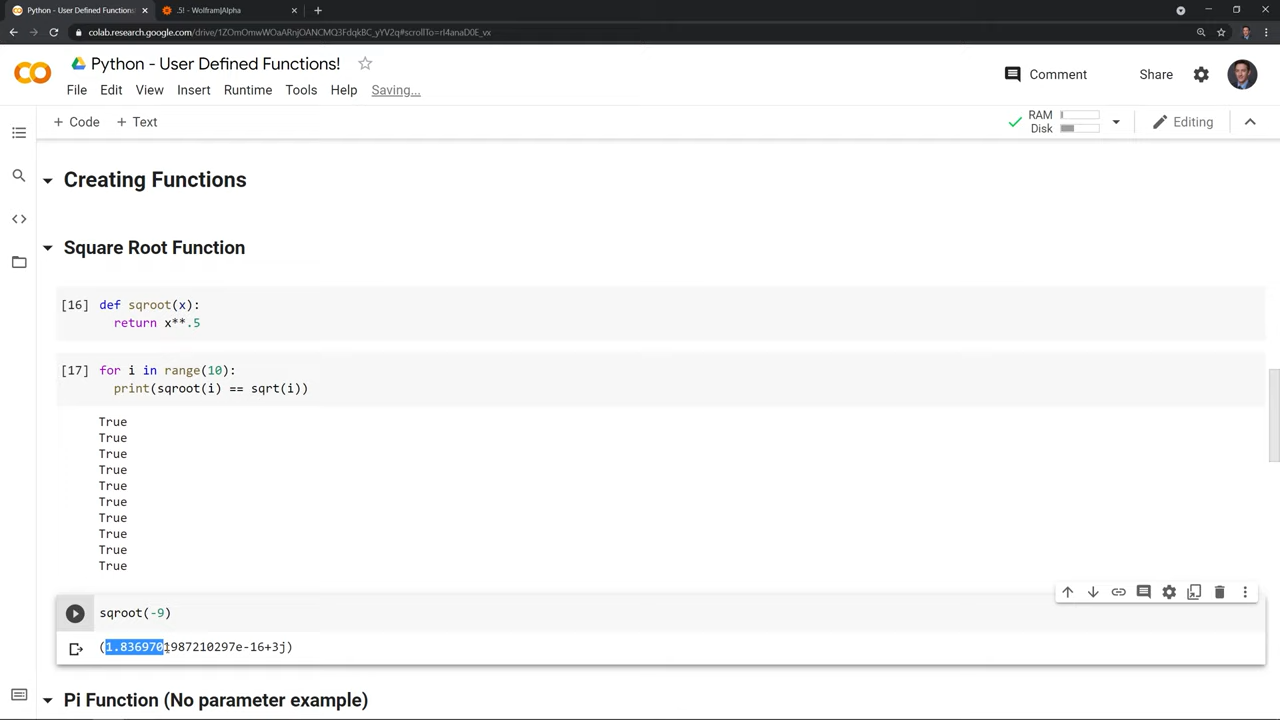 Python - User Defined Functions!
.5! - Wolfram|Alpha
colab.research.google.com/drive/1ZOmOmwWOaARnjOANCMQ3FdqkBC_yYV2q#scrollTo=rI4anaD0E_vx
Python - User Defined Functions!
File Edit View Insert Runtime Tools Help Saving...
Comment Share
+ Code + Text
RAM
Disk
Editing
Creating Functions
Square Root Function
[16] def sqroot(x):
return x**.5
[17] for i in range(10):
print(sqroot(i) == sqrt(i))
True
True
True
True
True
True
True
True
True
True
sqroot(-9)
(1.8369701987210297e-16+3j)
Pi Function (No parameter example)